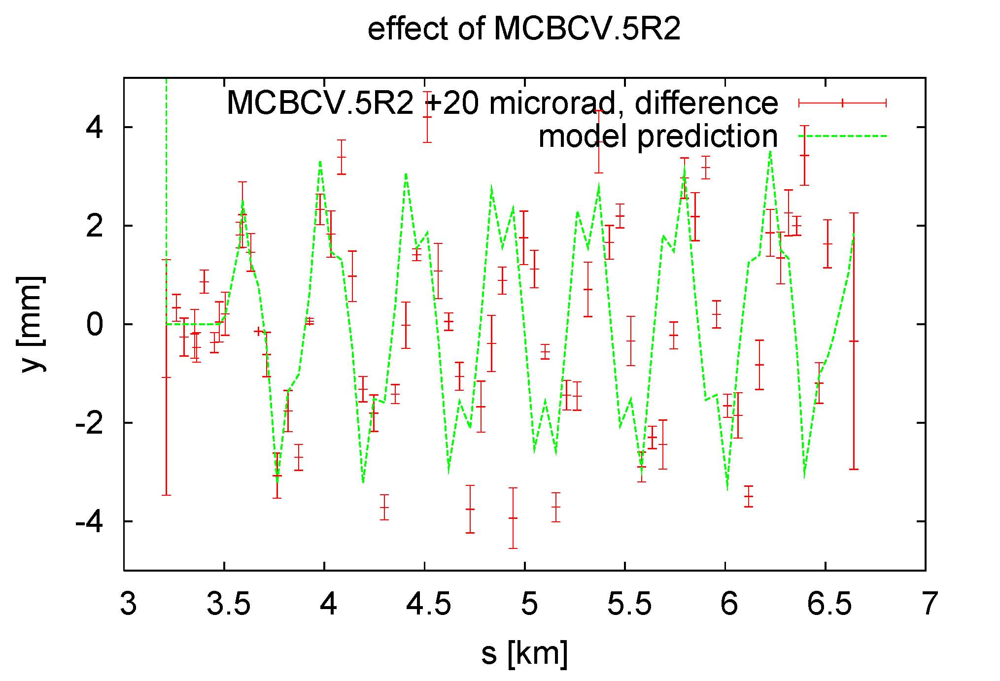 effect of MCBCV.5R2
MCBCV.5R2 +20 microrad, difference
model prediction
4
2
0
-2
-4
y [mm]
3 3.5 4 4.5 5 5.5 6 6.5 7
s [km]